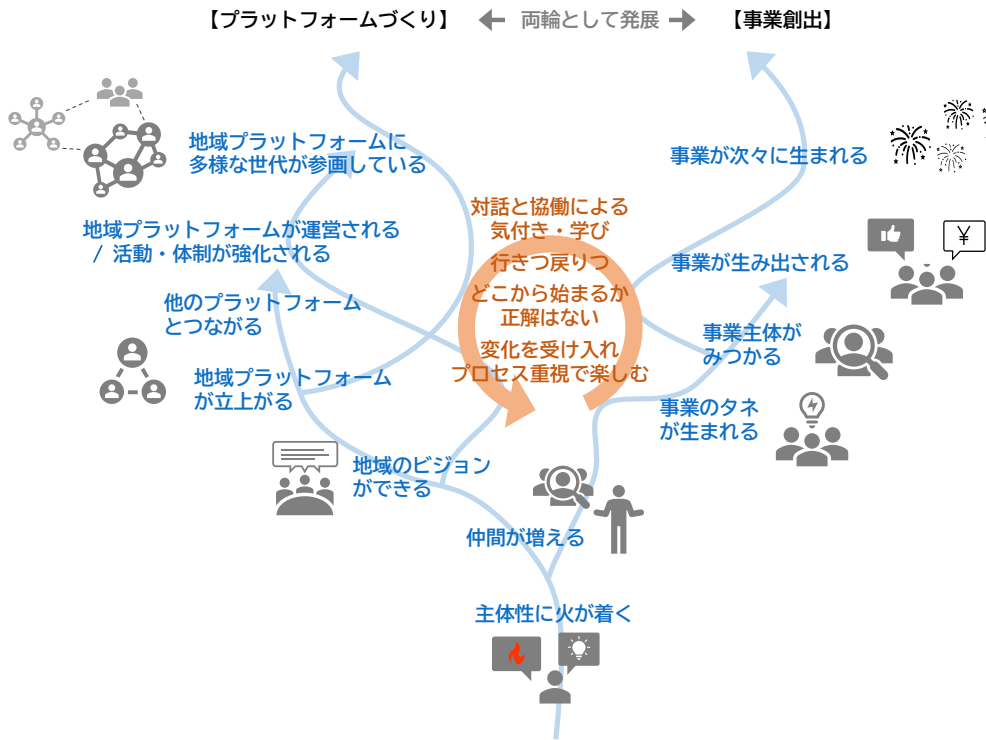 【プラットフォームづくり】
両輪として発展
【事業創出】
地域プラットフォームに
多様な世代が参画している
事業が次々に生まれる
対話と協働による
気付き・学び
行きつ戻りつ
どこから始まるか
正解はない
変化を受け入れ
プロセス重視で楽しむ
地域プラットフォームが運営される
/ 活動・体制が強化される
事業が生み出される
¥
他のプラットフォーム
とつながる
事業主体が
みつかる
地域プラットフォーム
が立上がる
事業のタネ
が生まれる
地域のビジョン
ができる
仲間が増える
主体性に火が着く